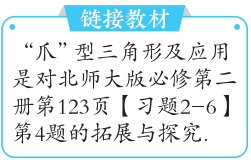 链接教材
“爪”型三角形及应用
是对北师大版必修第二
册第123页【习题2-6】
第4题的拓展与探究.